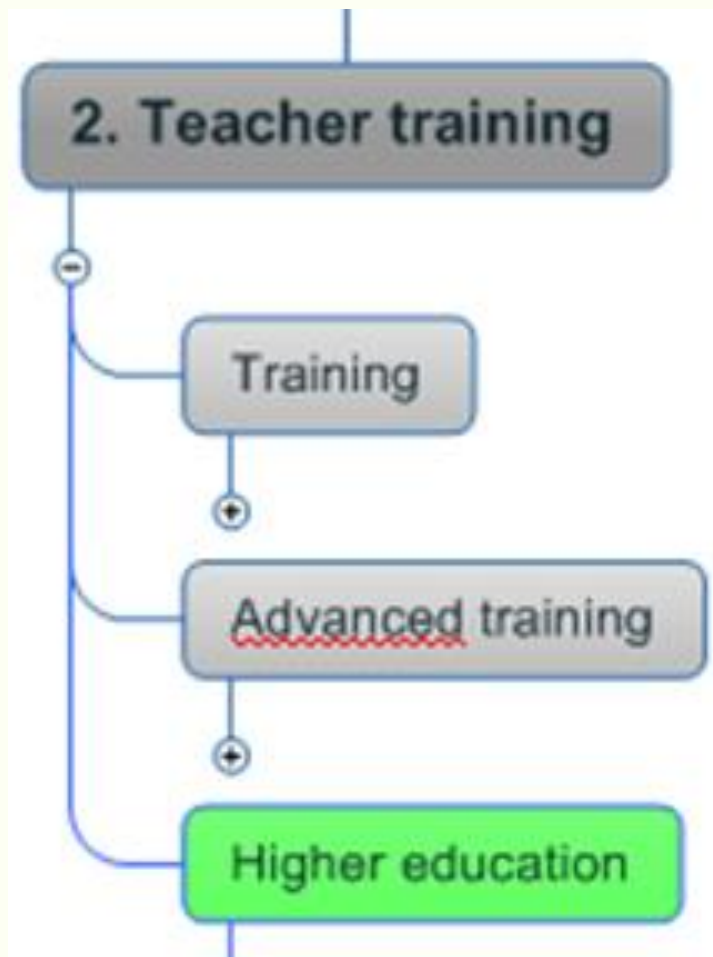 2. Teacher training
Training
Advanced training
Higher education